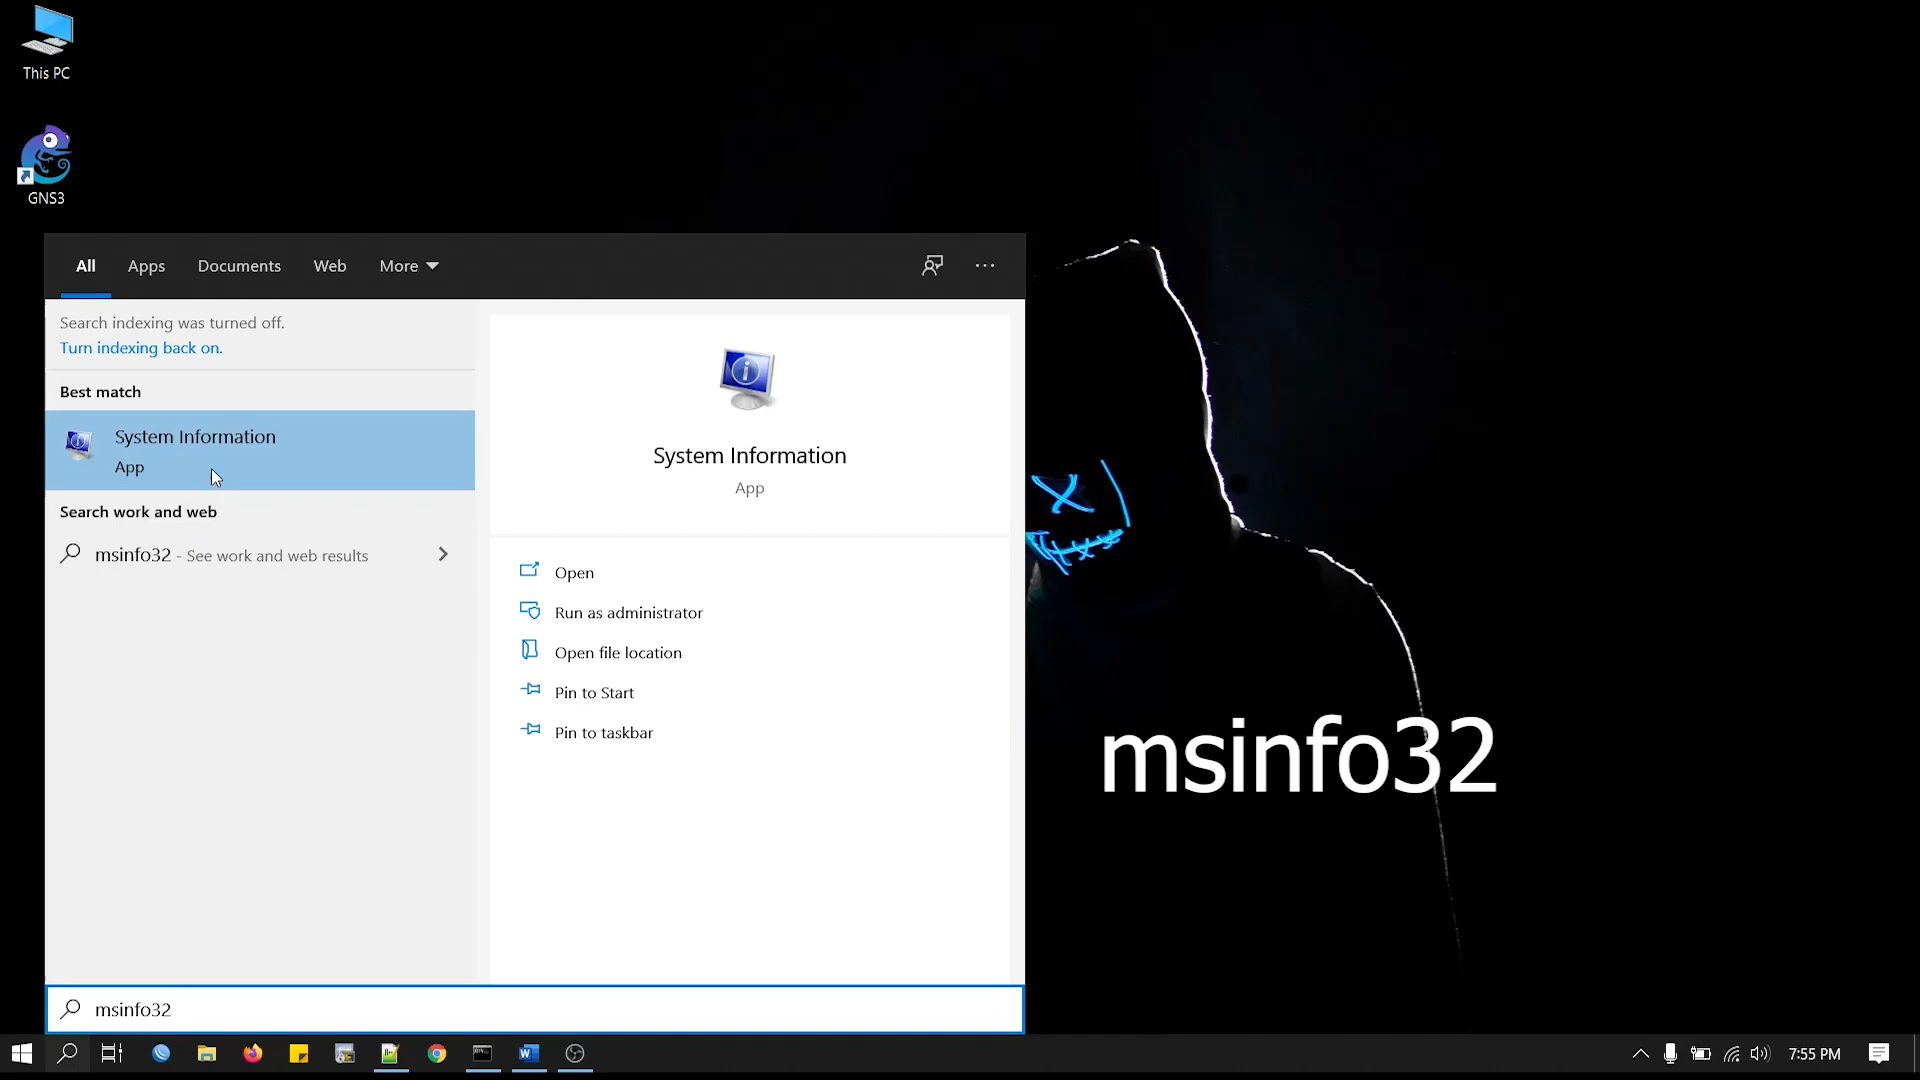 This PC
GNS3
All Apps Documents Web More
Search indexing was turned off.
Turn indexing back on.
Best match
System Information
App
Search work and web
msinfo32 - See work and web results
System Information
App
Open
Run as administrator
Open file location
Pin to Start
Pin to taskbar
msinfo32
msinfo32
7:55 PM